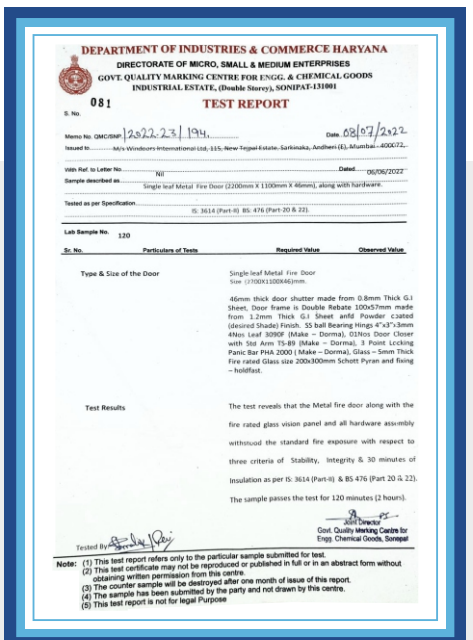 DEPARTMENT OF INDUSTRIES & COMMERCE HARYANA
DIRECTORATE OF MICRO, SMALL & MEDIUM ENTERPRISES
GOVT. QUALITY MARKING CENTRE FOR ENGG. & CHEMICAL GOODS
INDUSTRIAL ESTATE, (Double Storey), SONIPAT-131001
081
TEST REPORT
S. No.
Memo No. QMC/SNP. 2022-23/194. Date. 08/07/2022
Issued to M/s Windoors International Ltd, 115, New Tejpal Estate, Sarkinaka, Andheri (E), Mumbai - 400072,
With Ref. to Letter No. Nil Dated 06/06/2022
Sample described as Single leaf Metal Fire Door (2200mm X 1100mm X 46mm), along with hardware.
Tested as per Specification
IS: 3614 (Part-II) BS: 476 (Part-20 & 22).
Lab Sample No. 120
Sr. No. Particulars of Tests Required Value Observed Value
Type & Size of the Door Single leaf Metal Fire Door
Size (2700X1100X46)mm.
46mm thick door shutter made from 0.8mm Thick G.I
Sheet, Door frame is Double Rebate 100x57mm made
from 1.2mm Thick G.I Sheet anfd Powder coated
(desired Shade) Finish. SS ball Bearing Hings 4"x3"x3mm
4Nos Leaf 3090F (Make – Dorma), 01Nos Door Closer
with Std Arm TS-89 (Make – Dorma), 3 Point Locking
Panic Bar PHA 2000 ( Make – Dorma), Glass – 5mm Thick
Fire rated Glass size 200x300mm Schott Pyran and fixing
– holdfast.
Test Results The test reveals that the Metal fire door along with the
fire rated glass vision panel and all hardware assembly
withstood the standard fire exposure with respect to
three criteria of Stability, Integrity & 30 minutes of
Insulation as per IS: 3614 (Part-II) & BS 476 (Part 20 & 22).
The sample passes the test for 120 minutes (2 hours).
Joint Director
Govt. Quality Marking Centre for
Engg. Chemical Goods, Sonepat
Tested By
Note: (1) This test report refers only to the particular sample submitted for test.
(2) This test certificate may not be reproduced or published in full or in an abstract form without
obtaining written permission from this centre.
(3) The counter sample will be destroyed after one month of issue of this report.
(4) The sample has been submitted by the party and not drawn by this centre.
(5) This test report is not for legal Purpose